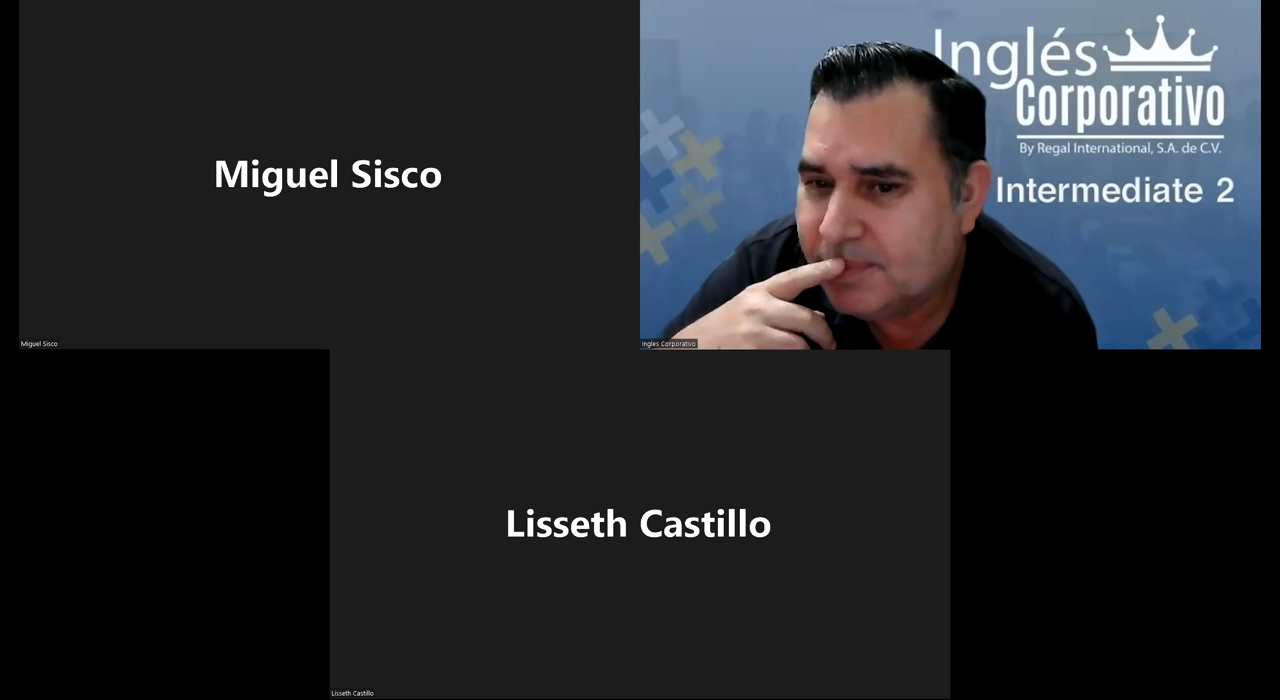 Miguel Sisco
Miguel Sisco
Inglés
Corporativo
By Regal International, S.A. de C.V.
Intermediate 2
Ingles Corporativo
Lisseth Castillo
Lisseth Castillo